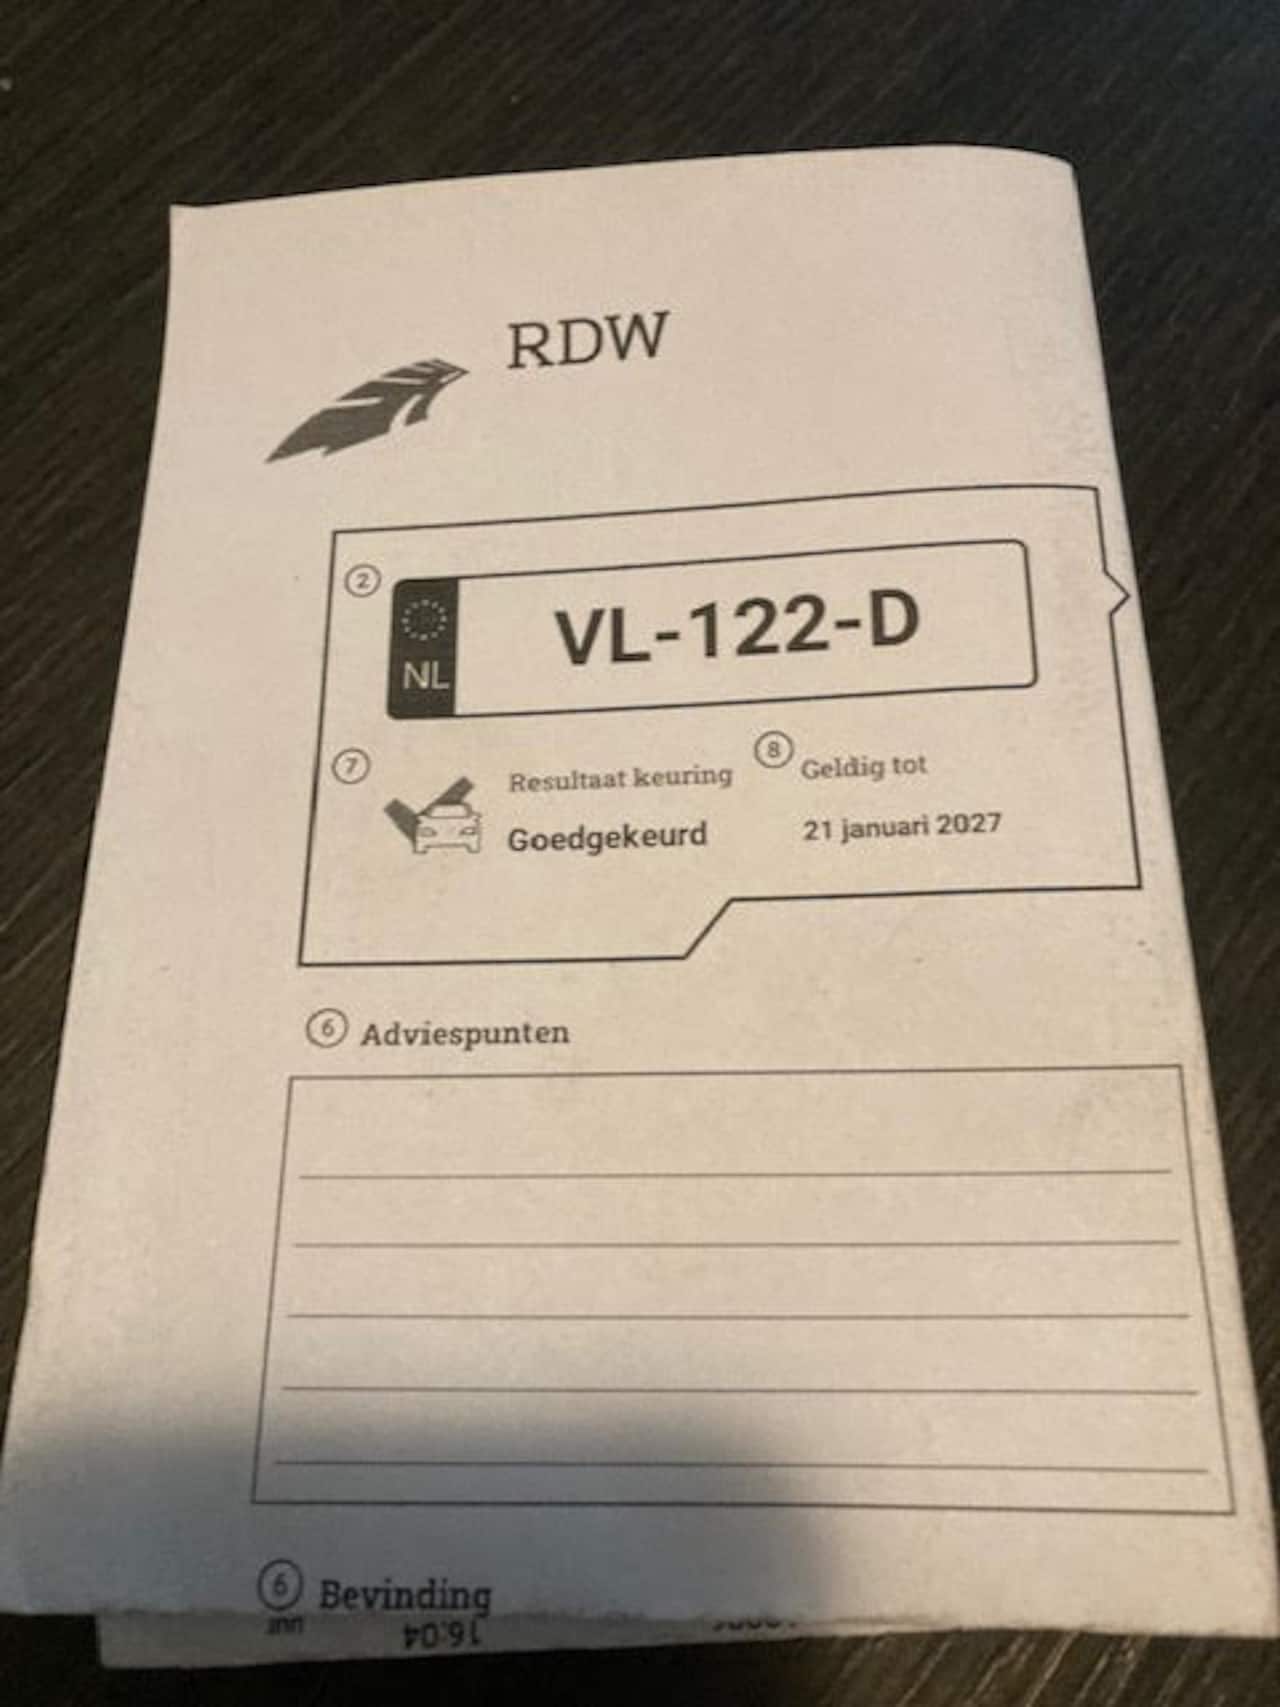 RDW
2
NL
VL-122-D
7
Resultaat keuring
8
Geldig tot
Goedgekeurd
21 januari 2027
6 Adviespunten
6 Bevinding
uur
16:04